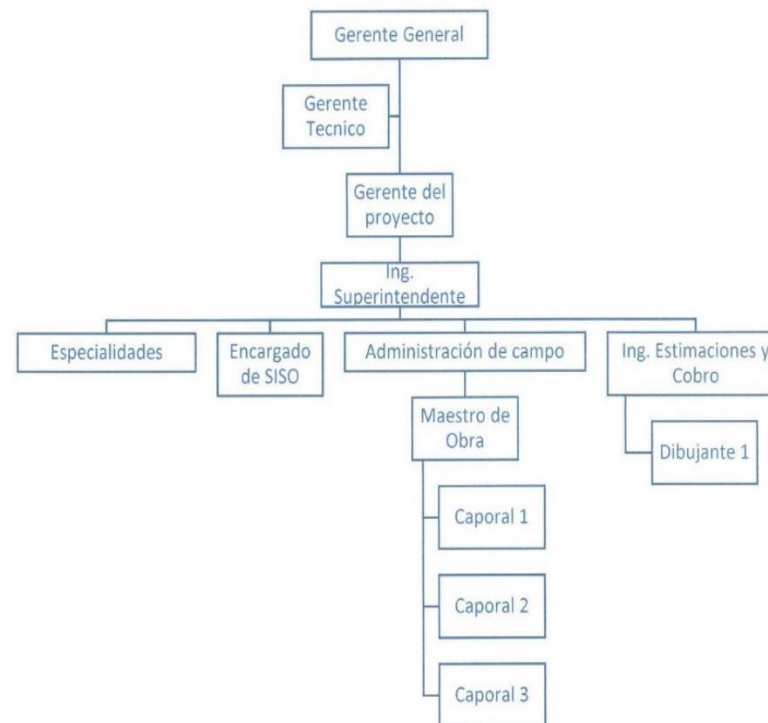 Gerente General
Gerente
Tecnico
Gerente del
proyecto
Ing.
Superintendente
Especialidades
Encargado
de SISO
Administración de campo
Ing. Estimaciones y
Cobro
Maestro de
Obra
Dibujante 1
Caporal 1
Caporal 2
Caporal 3